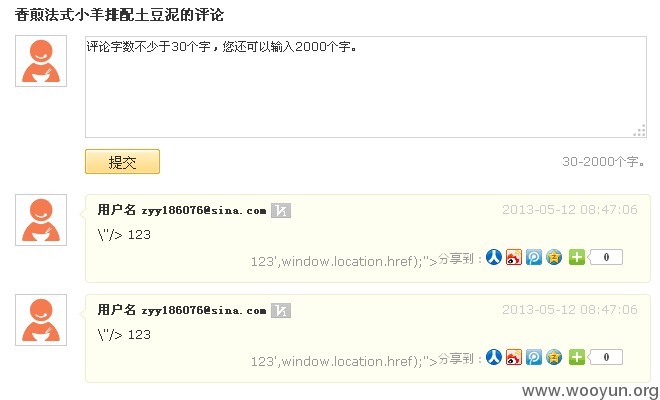 香煎法式小羊排配土豆泥的评论
评论字数不少于30个字，您还可以输入2000个字。
提交
30-2000个字。
用户名 zyy186076@sina.com
2013-05-12 08:47:06
\"/> 123
123',window.location.href);">分享到：
0
用户名 zyy186076@sina.com
2013-05-12 08:47:06
\"/> 123
123',window.location.href);">分享到：
0
www.wooyun.org